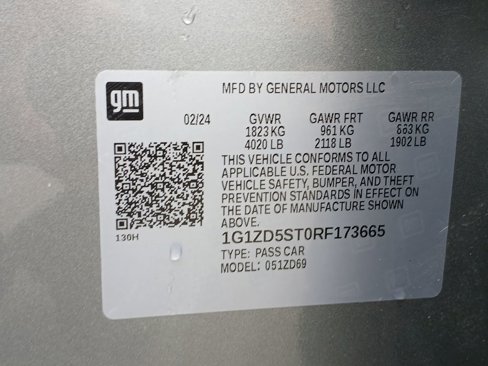 gm
MFD BY GENERAL MOTORS LLC
02/24 GVWR GAWR FRT GAWR RR
1823 KG 961 KG 863 KG
4020 LB 2118 LB 1902 LB
THIS VEHICLE CONFORMS TO ALL
APPLICABLE U.S. FEDERAL MOTOR
VEHICLE SAFETY, BUMPER, AND THEFT
PREVENTION STANDARDS IN EFFECT ON
THE DATE OF MANUFACTURE SHOWN
ABOVE.
130H
1G1ZD5ST0RF173665
TYPE: PASS CAR
MODEL: 051ZD69